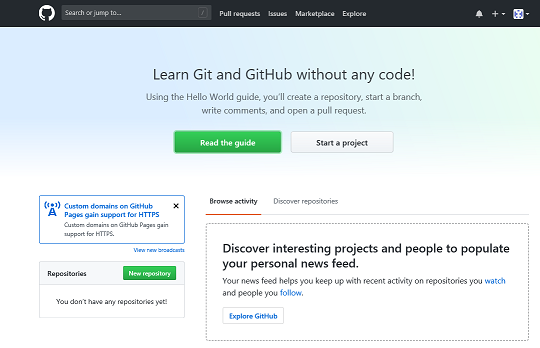 Search or jump to...
/
Pull requests Issues Marketplace Explore
Learn Git and GitHub without any code!
Using the Hello World guide, you'll create a repository, start a branch,
write comments, and open a pull request.
Read the guide
Start a project
Custom domains on GitHub
Pages gain support for HTTPS
Custom domains on GitHub Pages gain
support for HTTPS.
View new broadcasts
Repositories
New repository
You don't have any repositories yet!
Browse activity
Discover repositories
Discover interesting projects and people to populate
your personal news feed.
Your news feed helps you keep up with recent activity on repositories you watch
and people you follow.
Explore GitHub